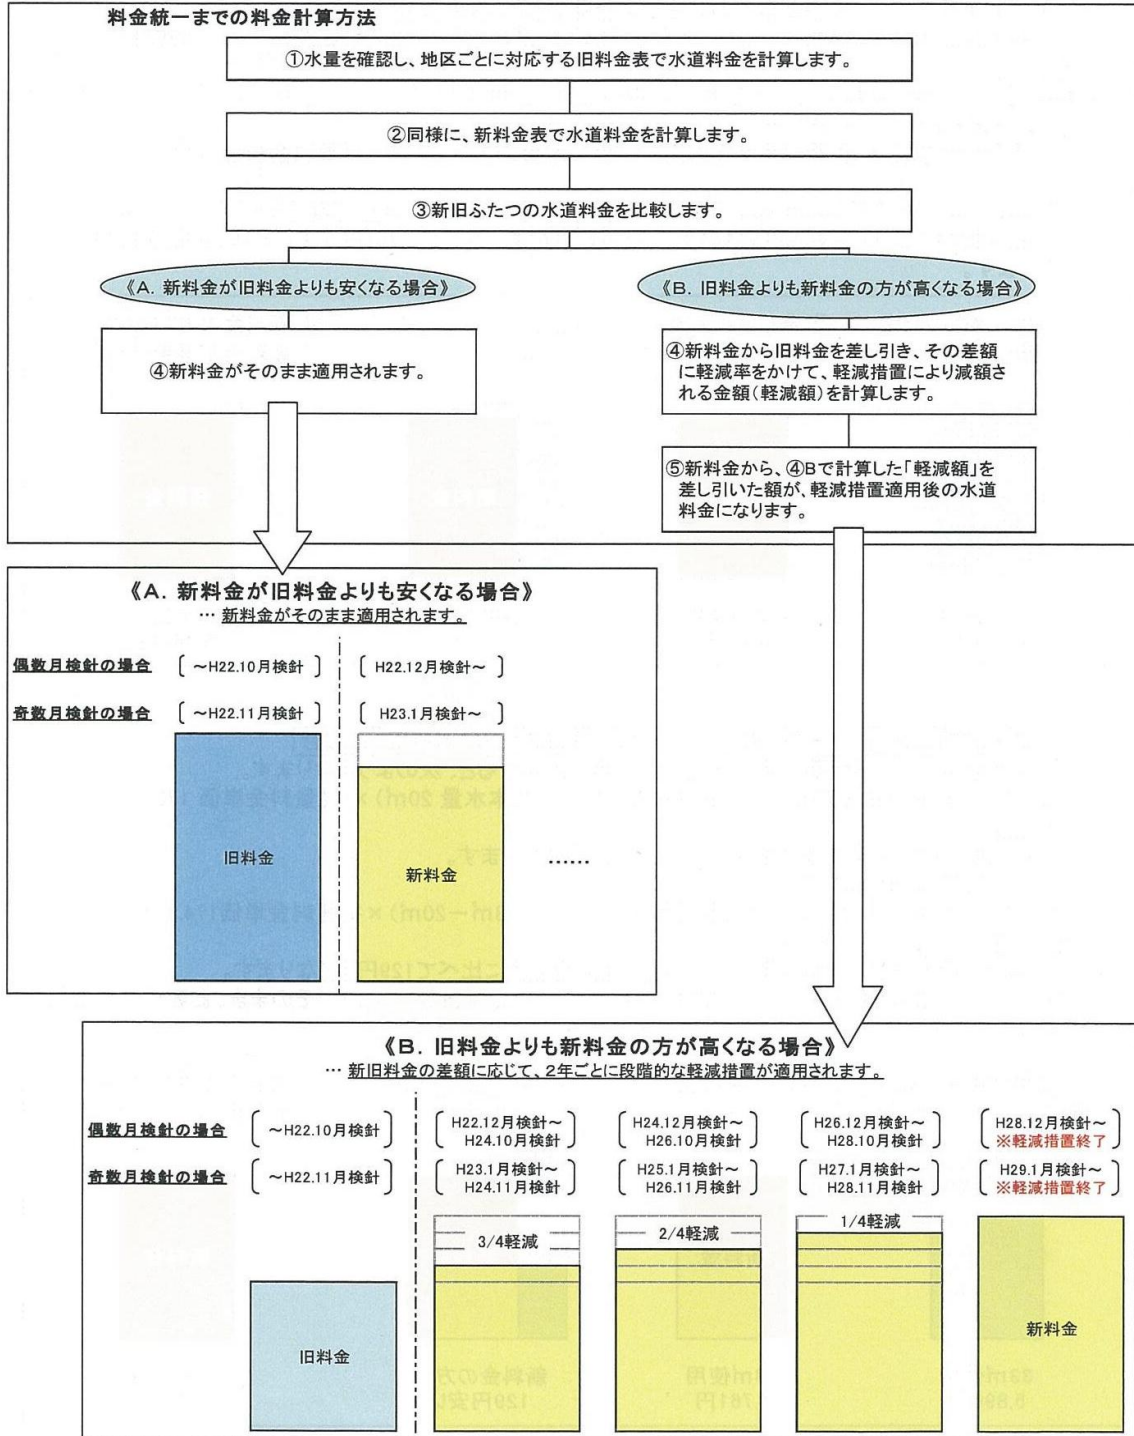 料金統一までの料金計算方法
①水量を確認し、地区ごとに対応する旧料金表で水道料金を計算します。
②同様に、新料金表で水道料金を計算します。
③新旧ふたつの水道料金を比較します。
《A. 新料金が旧料金よりも安くなる場合》
④新料金がそのまま適用されます。
《B. 旧料金よりも新料金の方が高くなる場合》
④新料金から旧料金を差し引き、その差額
に軽減率をかけて、軽減措置により減額さ
れる金額(軽減額)を計算します。
⑤新料金から、④Bで計算した「軽減額」を
差し引いた額が、軽減措置適用後の水道
料金になります。
《A. 新料金が旧料金よりも安くなる場合》
… 新料金がそのまま適用されます。
偶数月検針の場合 [ ～H22.10月検針 ] [ H22.12月検針～ ]
奇数月検針の場合 [ ～H22.11月検針 ] [ H23.1月検針～ ]
旧料金
新料金
……
《B. 旧料金よりも新料金の方が高くなる場合》
… 新旧料金の差額に応じて、2年ごとに段階的な軽減措置が適用されます。
偶数月検針の場合
[ ～H22.10月検針 ]
[ H22.12月検針～
H24.10月検針 ]
[ H24.12月検針～
H26.10月検針 ]
[ H26.12月検針～
H28.10月検針 ]
[ H28.12月検針～
※軽減措置終了 ]
奇数月検針の場合
[ ～H22.11月検針 ]
[ H23.1月検針～
H24.11月検針 ]
[ H25.1月検針～
H26.11月検針 ]
[ H27.1月検針～
H28.11月検針 ]
[ H29.1月検針～
※軽減措置終了 ]
旧料金
3/4軽減
2/4軽減
1/4軽減
新料金